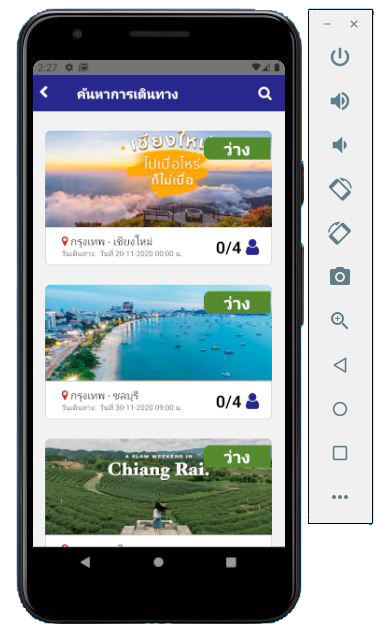 2:27
ค้นหาการเดินทาง
เชียงใหม่
ไปเมื่อไหร่
ก็ไม่เบื่อ
ว่าง
กรุงเทพ - เชียงใหม่
วันเดินทาง: วันที่ 20-11-2020 00:00 น.
0/4
ว่าง
กรุงเทพ - ชลบุรี
วันเดินทาง: วันที่ 30-11-2020 09:00 น.
0/4
A SLOW WEEKEND IN
Chiang Rai.
ว่าง